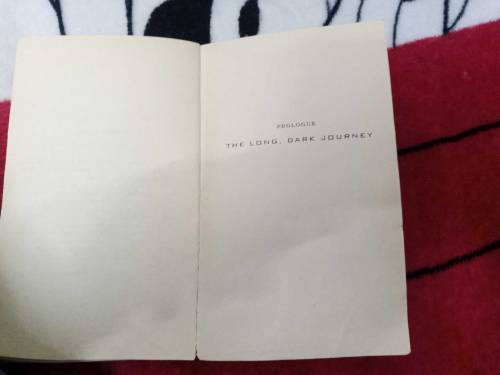 PROLOGUE
THE LONG, DARK JOURNEY